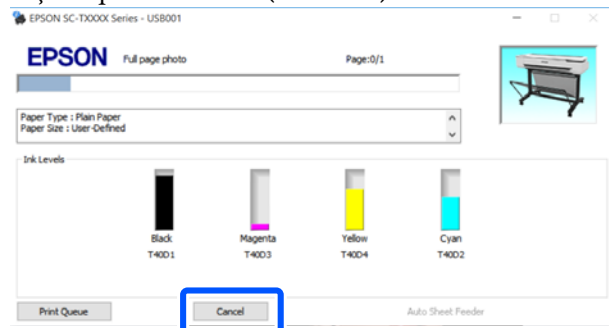 EPSON SC-TXXXX Series - USB001
EPSON Full page photo Page:0/1
Paper Type : Plain Paper
Paper Size : User-Defined
Ink Levels
Black Magenta Yellow Cyan
T40D1 T40D3 T40D4 T40D2
Print Queue Cancel Auto Sheet Feeder